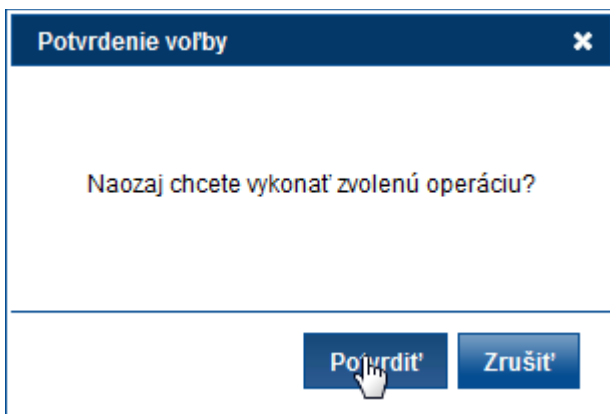 Potvrdenie voľby
Naozaj chcete vykonať zvolenú operáciu?
Potvrdiť Zrušiť